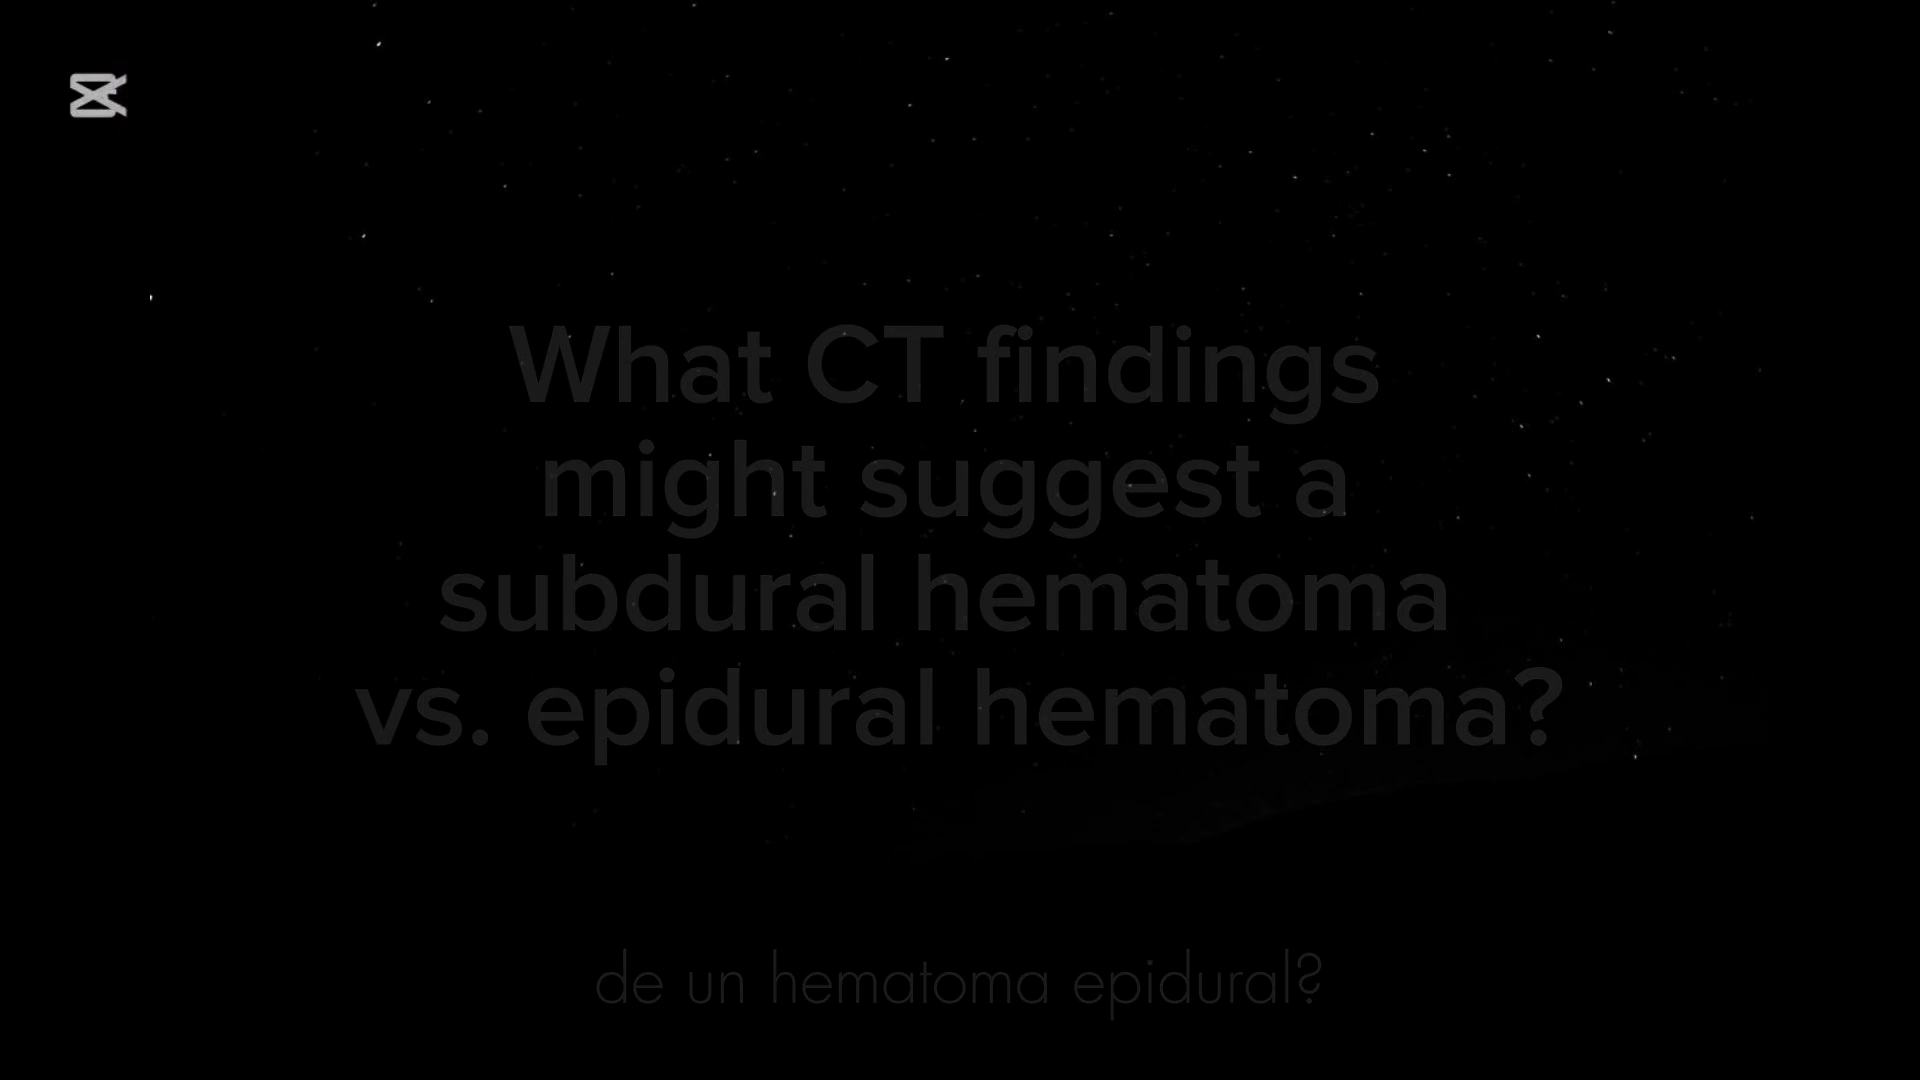 What CT findings
might suggest a
subdural hematoma
vs. epidural hematoma?
de un hematoma epidural?